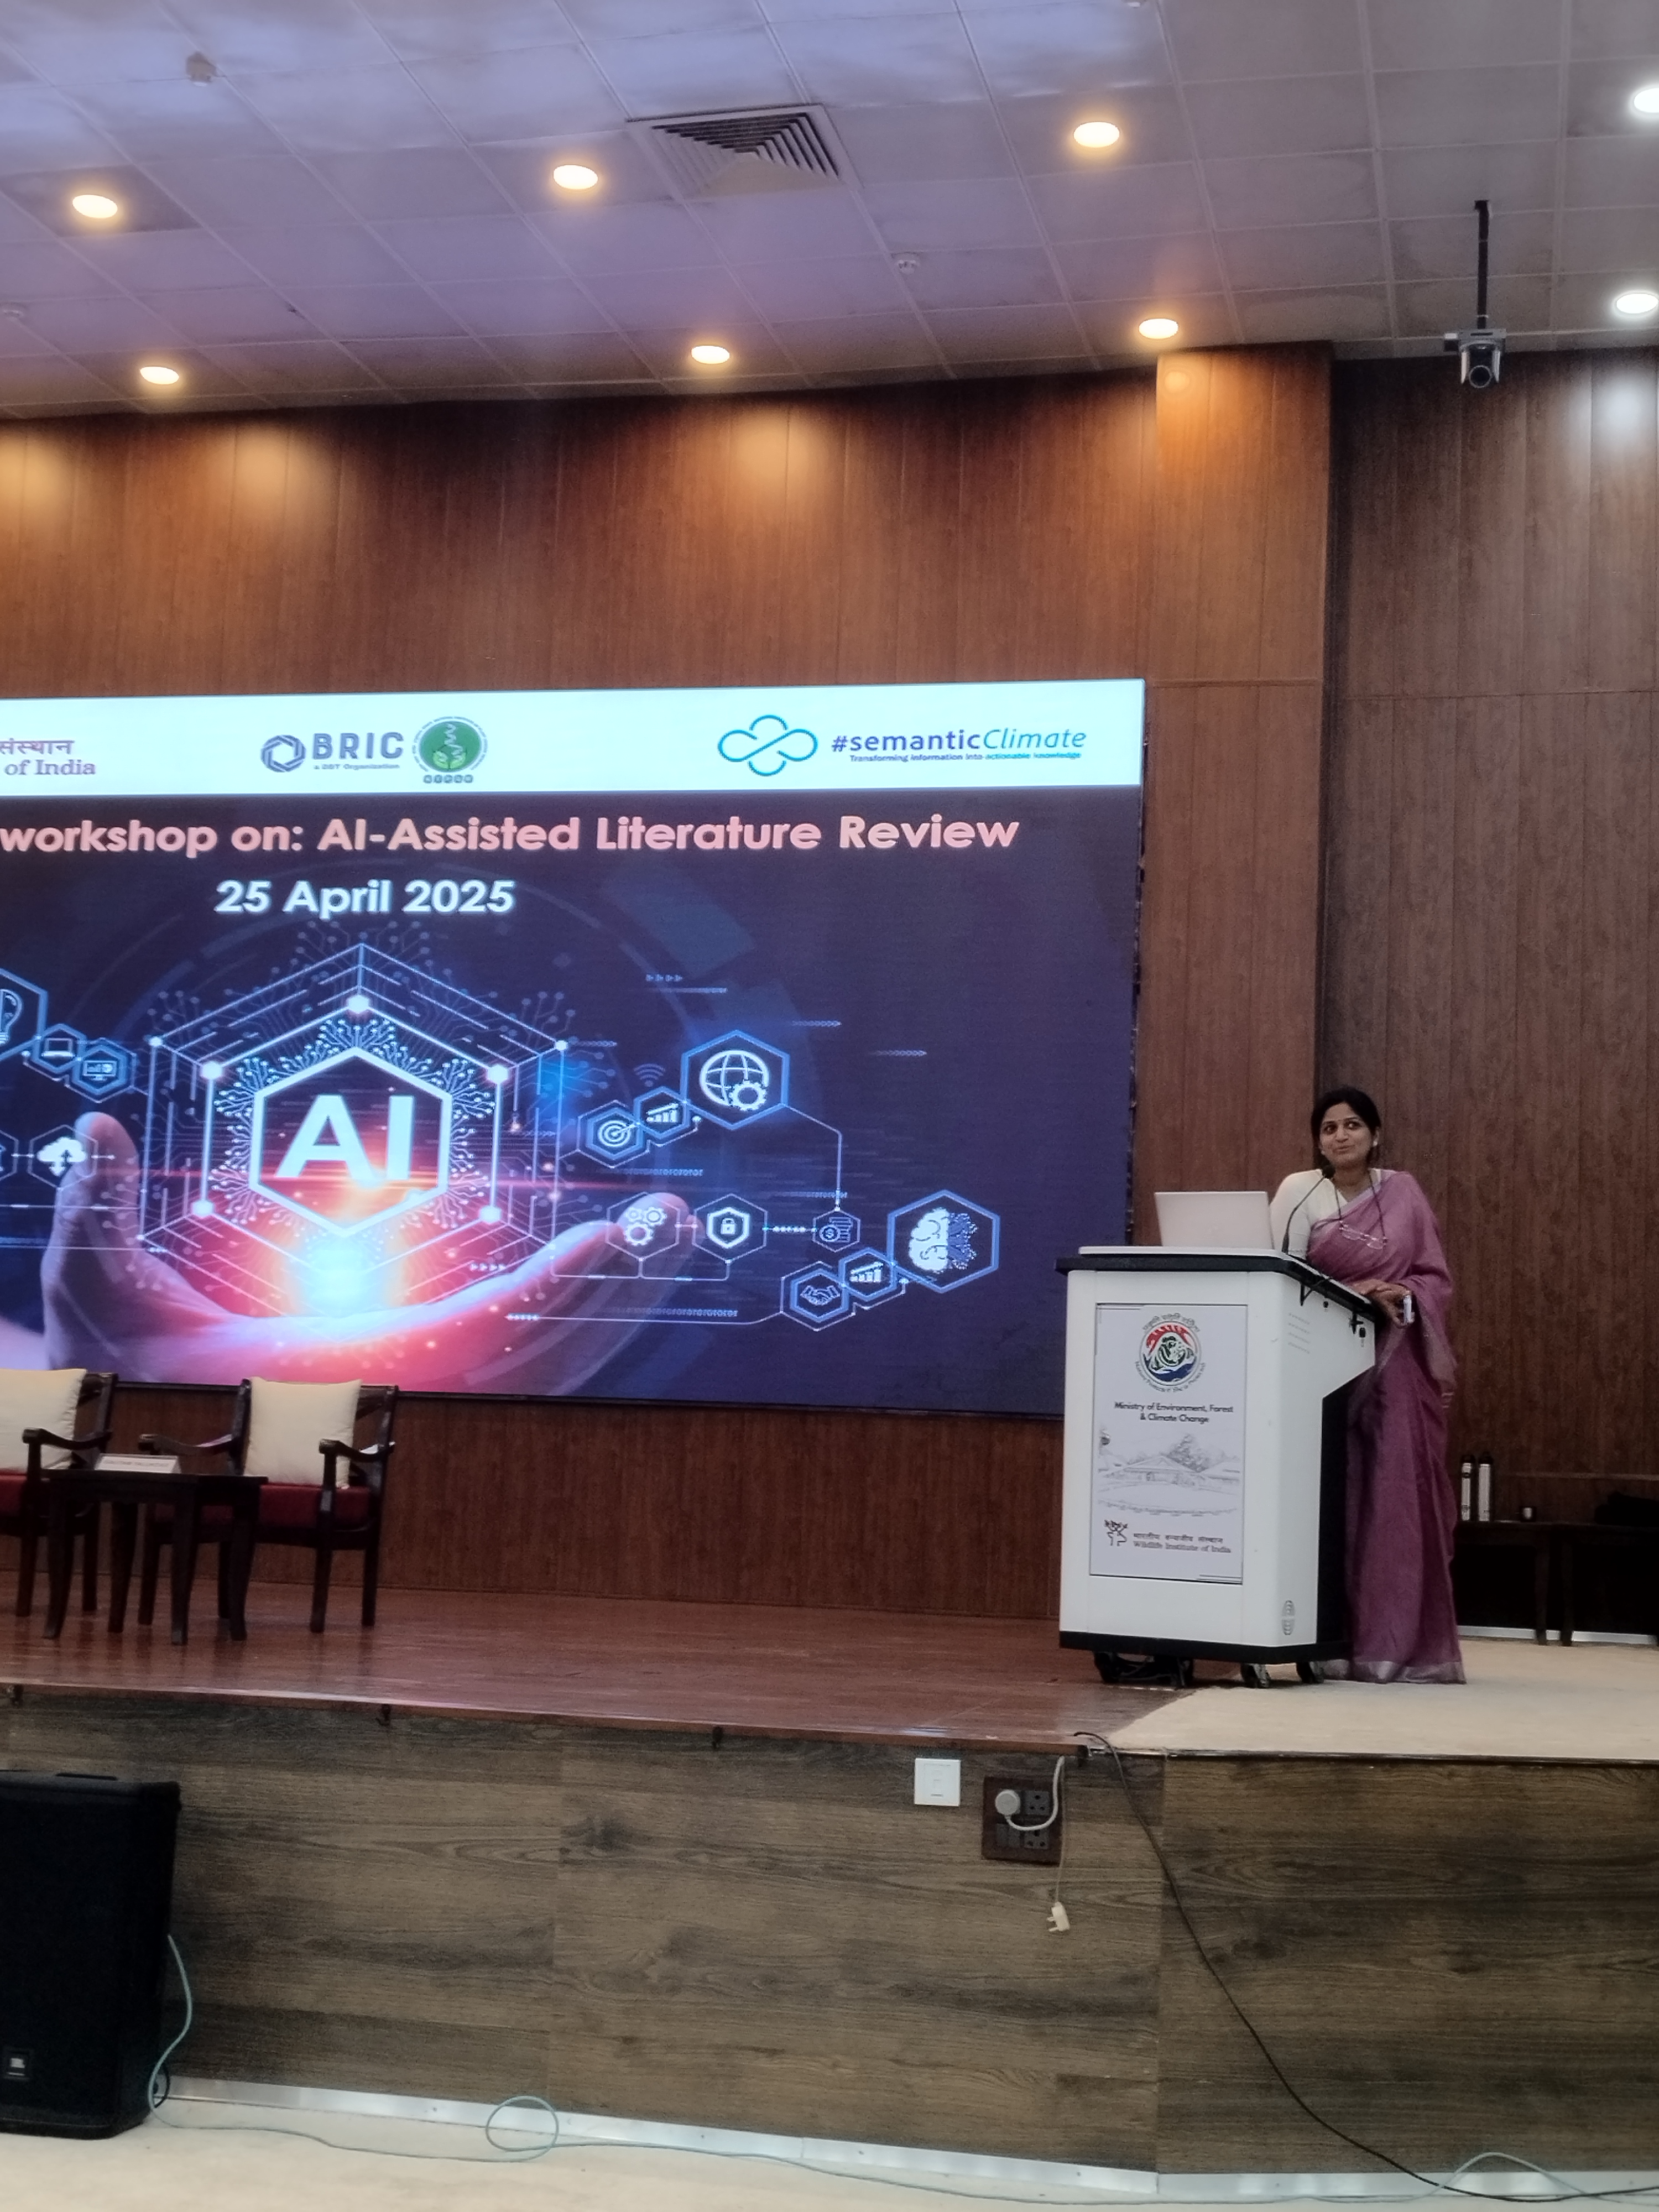 संस्थान
of India
BRIC
a DBT Organization
#semanticClimate
Transforming information into actionable knowledge
workshop on: AI-Assisted Literature Review
25 April 2025
AI
Ministry of Environment, Forest
& Climate Change
भारतीय वन्यजीव संस्थान
Wildlife Institute of India
JBL